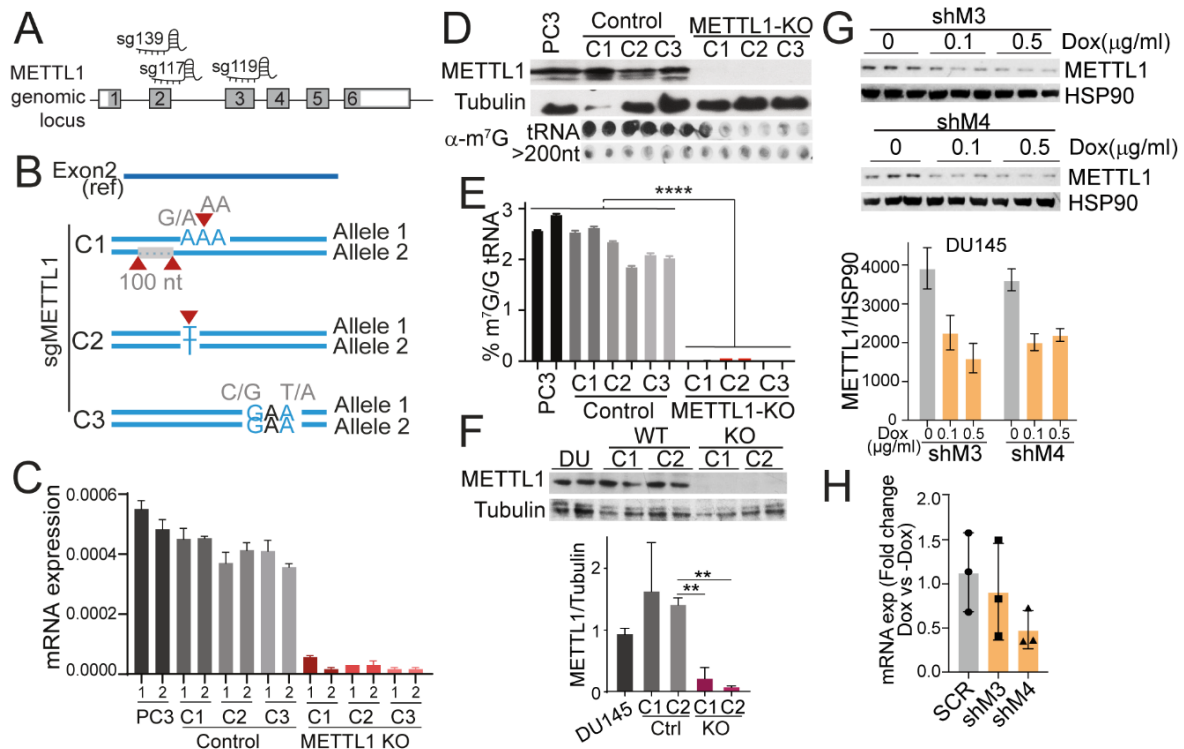 A
sg139
sg117 sg119
METTL1
genomic
locus
1 2 3 4 5 6
B
Exon2
(ref)
sgMETTL1
G/A AA
C1 AAA Allele 1
Allele 2
100 nt
C2 T Allele 1
T Allele 2
C/G T/A
C3 GAA Allele 1
GAA Allele 2
C
mRNA expression
0.0006
0.0004
0.0002
0.0000
1 2 1 2 1 2 1 2 1 2 1 2 1 2
PC3 C1 C2 C3 C1 C2 C3
Control METTL1 KO
D
PC3 Control METTL1-KO
C1 C2 C3 C1 C2 C3
METTL1
Tubulin
α-m⁷G tRNA
>200nt
E
% m⁷G/G tRNA
3
2
1
0
****
PC3 C1 C2 C3 C1 C2 C3
Control METTL1-KO
F
WT KO
DU C1 C2 C1 C2
METTL1
Tubulin
METTL1/Tubulin
2
1
0
**
**
DU145 C1 C2 C1 C2
Ctrl KO
G
shM3
0 0.1 0.5 Dox(µg/ml)
METTL1
HSP90
shM4
0 0.1 0.5 Dox(µg/ml)
METTL1
HSP90
DU145
METTL1/HSP90
4000
3000
2000
1000
0
Dox 0 0.1 0.5 0 0.1 0.5
(µg/ml)
shM3 shM4
H
mRNA exp (Fold change
Dox vs -Dox)
2.0
1.5
1.0
0.5
0.0
SCR shM3 shM4